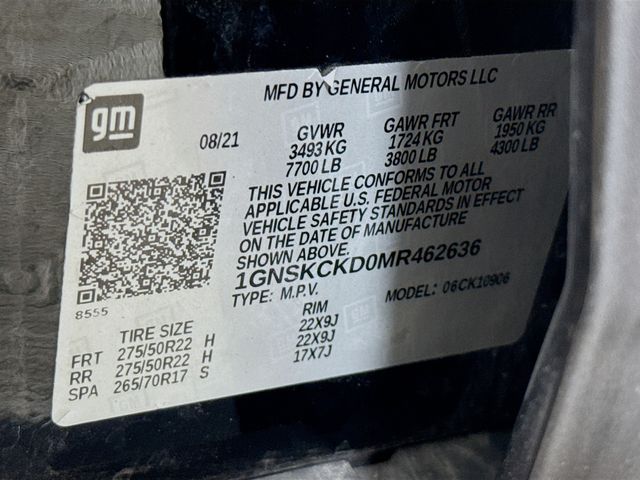 MFD BY GENERAL MOTORS LLC
gm
08/21
GVWR GAWR FRT GAWR RR
3493 KG 1724 KG 1950 KG
7700 LB 3800 LB 4300 LB
THIS VEHICLE CONFORMS TO ALL
APPLICABLE U.S. FEDERAL MOTOR
VEHICLE SAFETY STANDARDS IN EFFECT
ON THE DATE OF MANUFACTURE
SHOWN ABOVE.
1GNSKCKD0MR462636
8555
TYPE: M.P.V. MODEL: 06CK10906
TIRE SIZE RIM
FRT 275/50R22 H 22X9J
RR 275/50R22 H 22X9J
SPA 265/70R17 S 17X7J